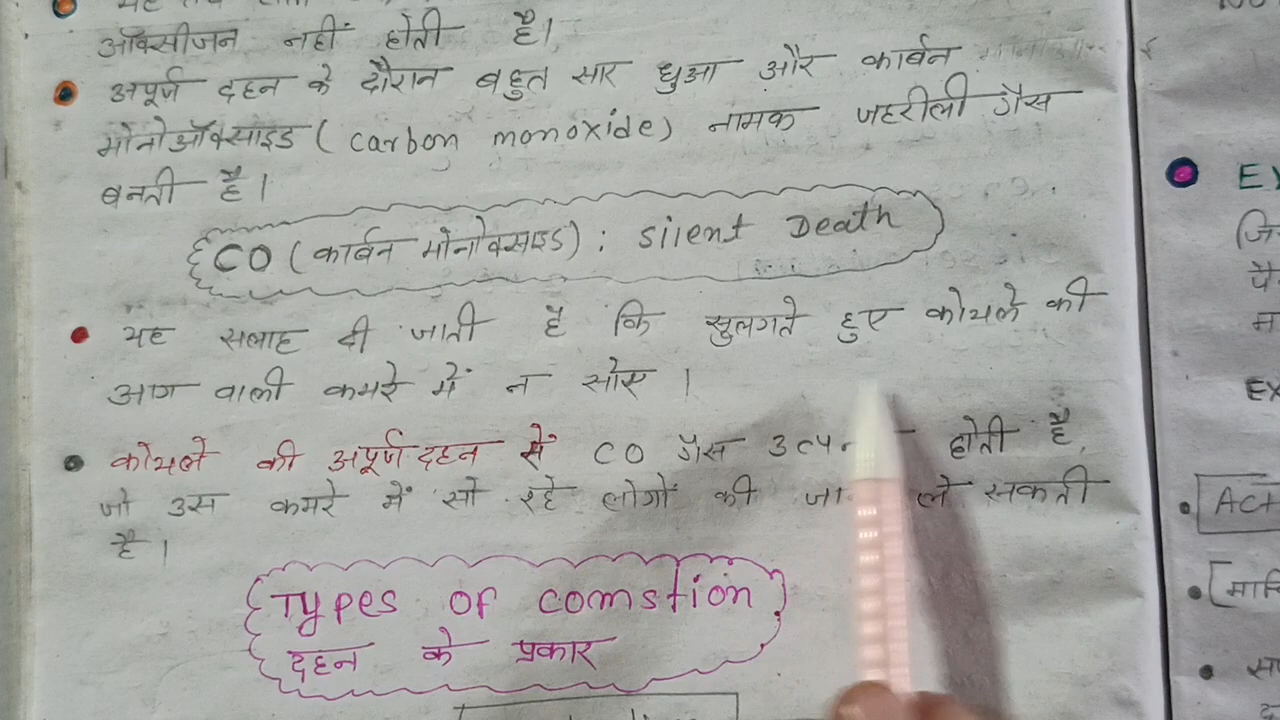 ऑक्सीजन नहीं होती है।
अपूर्ण दहन के दौरान बहुत सार धुआ और कार्बन
मोनोऑक्साइड (carbon monoxide) नामक जहरीली गैस
बनती है।
CO (कार्बन मोनोक्साइड) : Silent Death
यह सलाह दी जाती है कि सुलगते हुए कोयले की
आग वाली कमरे में न सोए।
कोयले की अपूर्ण दहन सें CO गैस होती है,
जो उस कमरे में सो रहे लोगों की ले सकती
है।
Types of comstion
दहन के प्रकार
EX
ACT